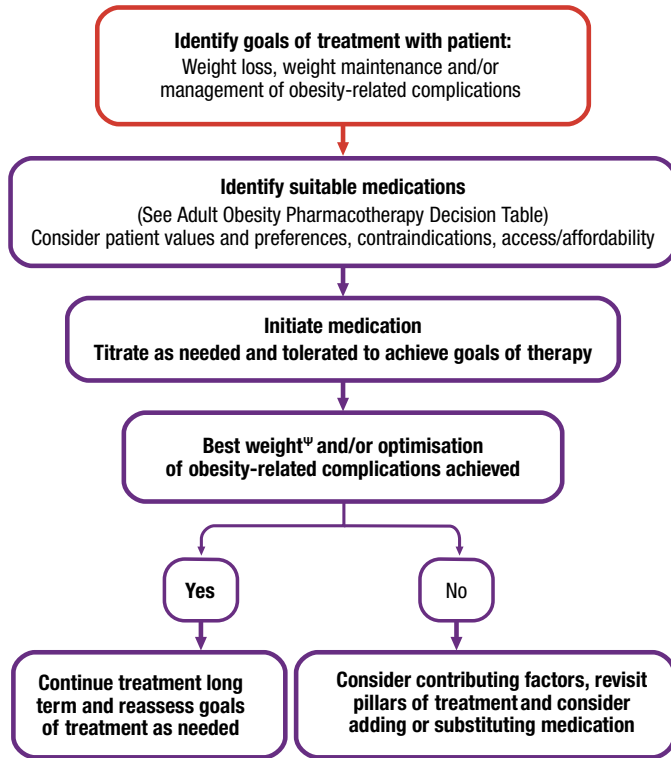 Identify goals of treatment with patient:
Weight loss, weight maintenance and/or
management of obesity-related complications
Identify suitable medications
(See Adult Obesity Pharmacotherapy Decision Table)
Consider patient values and preferences, contraindications, access/affordability
Initiate medication
Titrate as needed and tolerated to achieve goals of therapy
Best weightᴪ and/or optimisation
of obesity-related complications achieved
Yes
No
Continue treatment long
term and reassess goals
of treatment as needed
Consider contributing factors, revisit
pillars of treatment and consider
adding or substituting medication